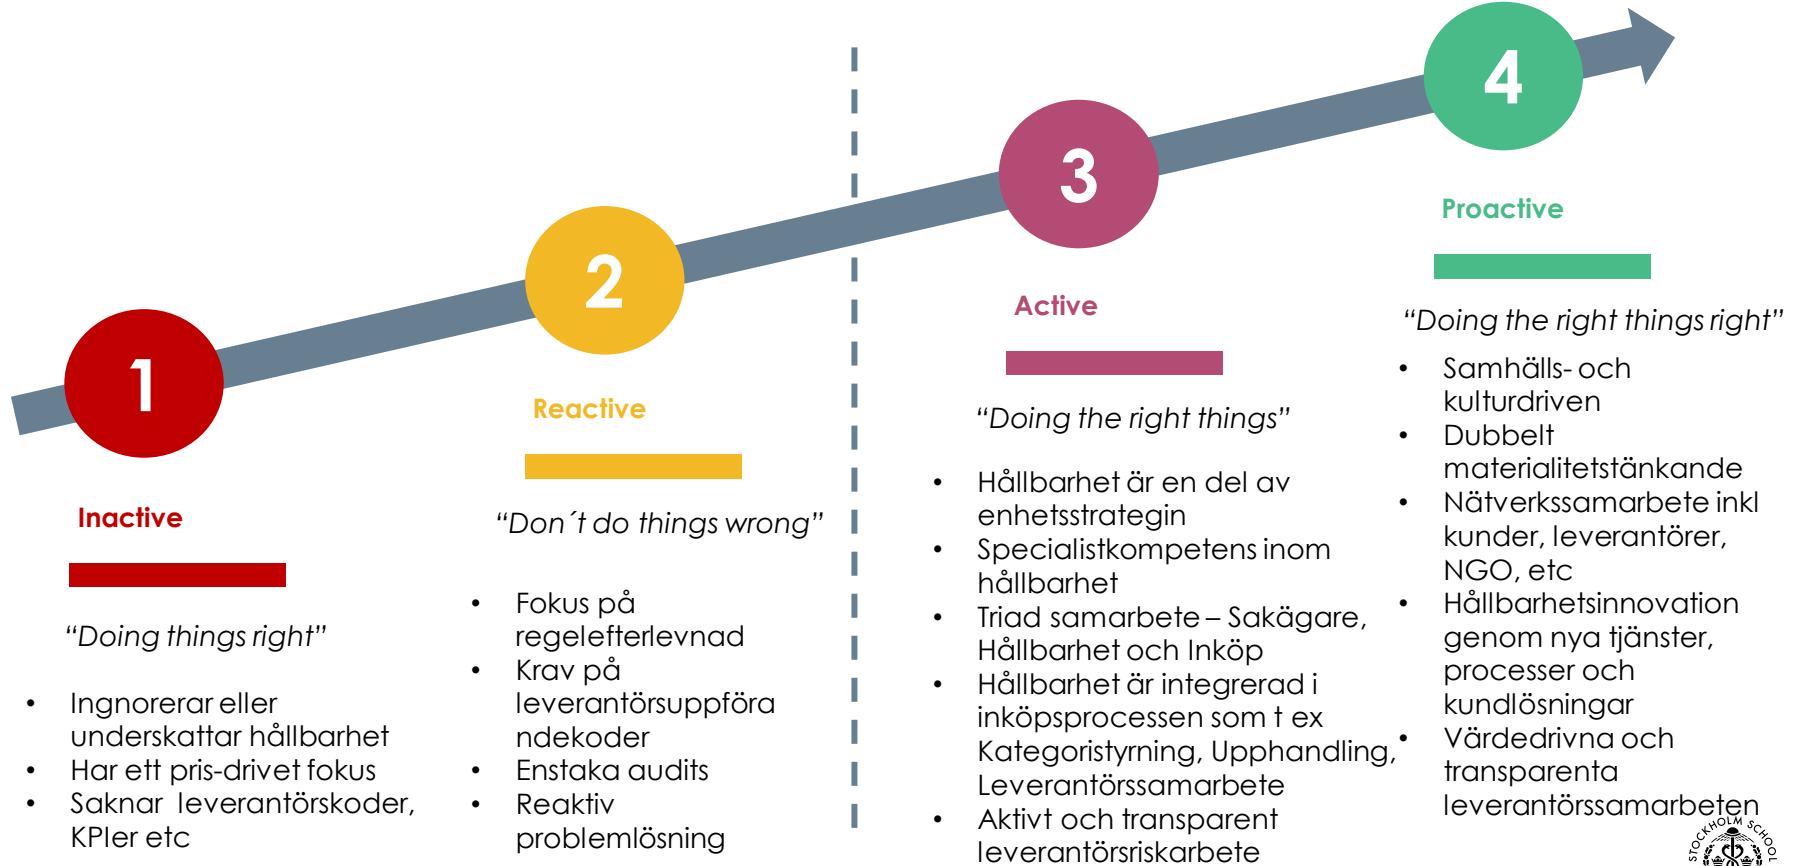 1
Inactive
“Doing things right”
• Ingnorerar eller
underskattar hållbarhet
• Har ett pris-drivet fokus
• Saknar leverantörskoder,
KPIer etc
2
Reactive
“Don´t do things wrong”
• Fokus på
regelefterlevnad
• Krav på
leverantörsuppföra
ndekoder
• Enstaka audits
• Reaktiv
problemlösning
3
Active
“Doing the right things”
• Hållbarhet är en del av
enhetsstrategin
• Specialistkompetens inom
hållbarhet
• Triad samarbete – Sakägare,
Hållbarhet och Inköp
• Hållbarhet är integrerad i
inköpsprocessen som t ex
Kategoristyrning, Upphandling,
Leverantörssamarbete
• Aktivt och transparent
leverantörsriskarbete
4
Proactive
“Doing the right things right”
• Samhälls- och
kulturdriven
• Dubbelt
materialitetstänkande
• Nätverkssamarbete inkl
kunder, leverantörer,
NGO, etc
• Hållbarhetsinnovation
genom nya tjänster,
processer och
kundlösningar
• Värdedrivna och
transparenta
leverantörssamarbeten
STOCKHOLM SCHOOL